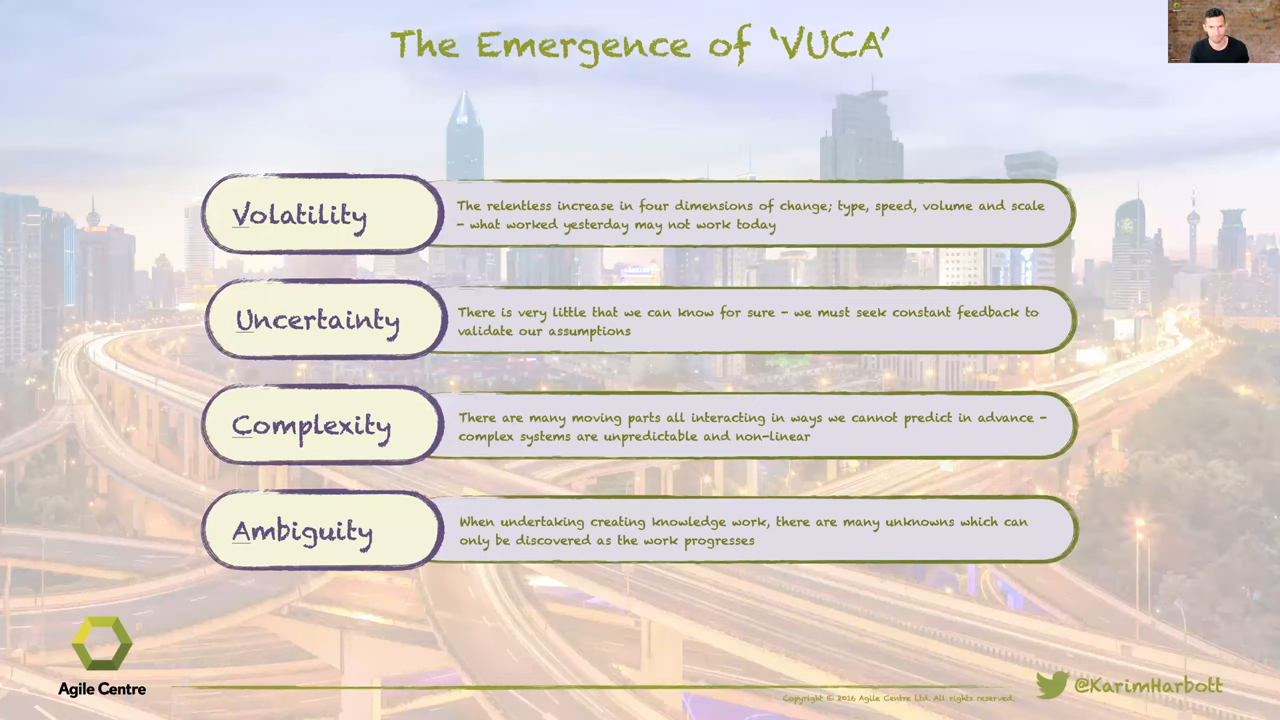 The Emergence of ‘VUCA’
Volatility
The relentless increase in four dimensions of change; type, speed, volume and scale
- what worked yesterday may not work today
Uncertainty
There is very little that we can know for sure - we must seek constant feedback to
validate our assumptions
Complexity
There are many moving parts all interacting in ways we cannot predict in advance -
complex systems are unpredictable and non-linear
Ambiguity
When undertaking creating knowledge work, there are many unknowns which can
only be discovered as the work progresses
Agile Centre
Copyright © 2016 Agile Centre Ltd. All rights reserved.
@KarimHarbott